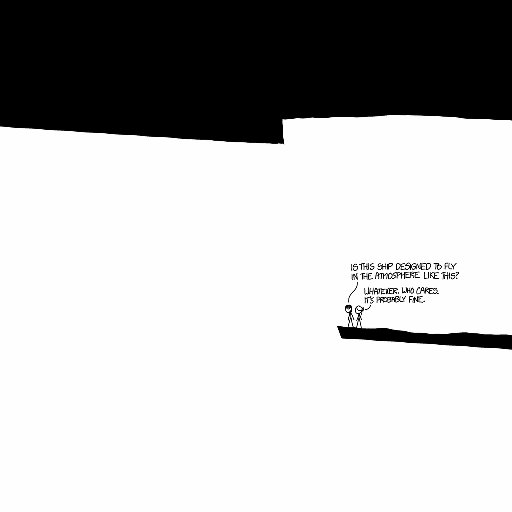 IS THIS SHIP DESIGNED TO FLY
IN THE ATMOSPHERE LIKE THIS?
WHATEVER. WHO CARES.
IT'S PROBABLY FINE.